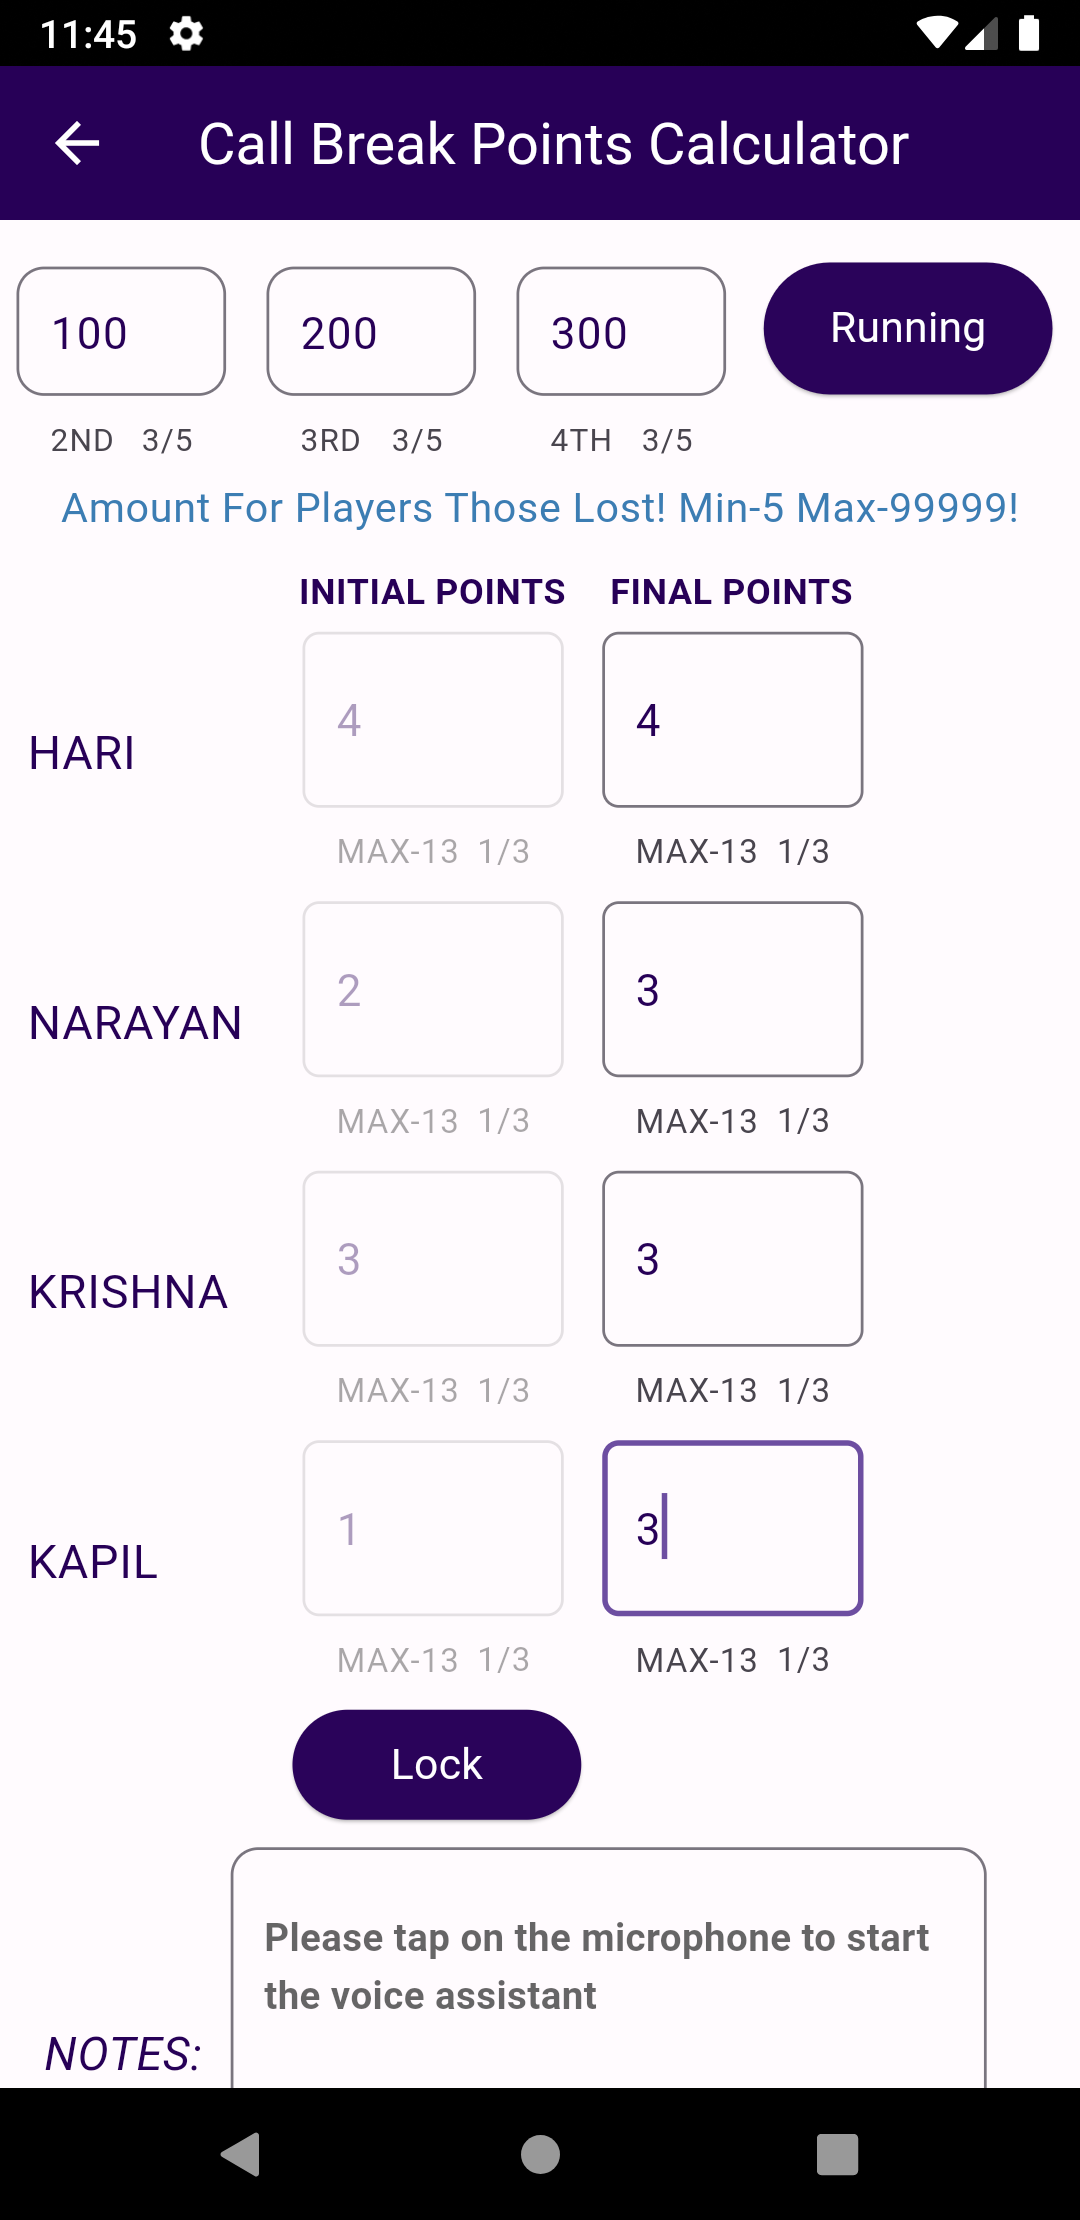 11:45
Call Break Points Calculator
100 200 300 Running
2ND 3/5 3RD 3/5 4TH 3/5
Amount For Players Those Lost! Min-5 Max-99999!
INITIAL POINTS FINAL POINTS
HARI 4 4
MAX-13 1/3 MAX-13 1/3
NARAYAN 2 3
MAX-13 1/3 MAX-13 1/3
KRISHNA 3 3
MAX-13 1/3 MAX-13 1/3
KAPIL 1 3
MAX-13 1/3 MAX-13 1/3
Lock
Please tap on the microphone to start
the voice assistant
NOTES: